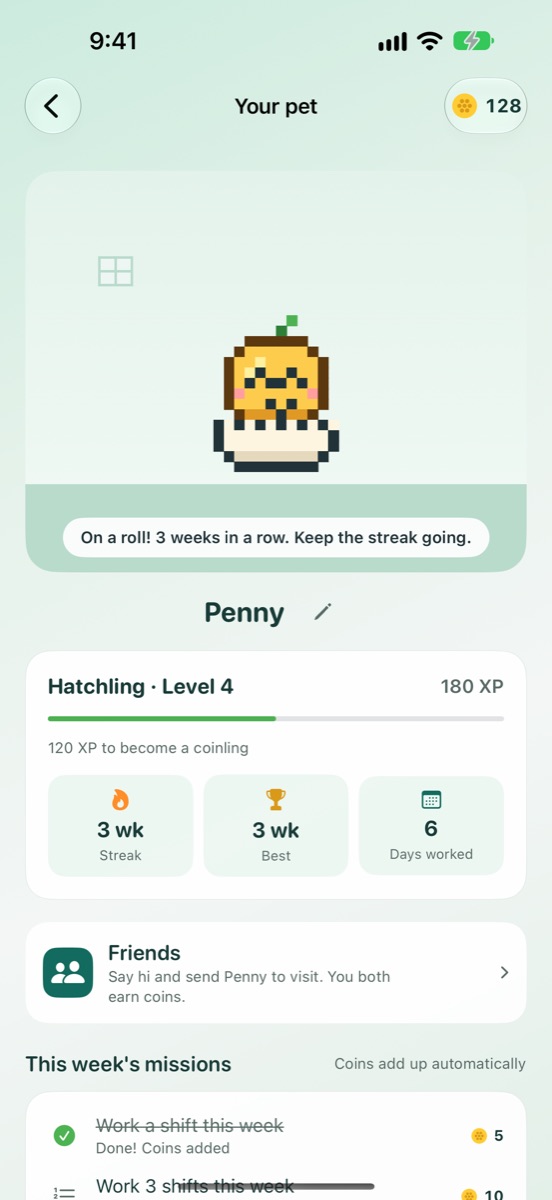 9:41
Your pet
128
On a roll! 3 weeks in a row. Keep the streak going.
Penny
Hatchling · Level 4
180 XP
120 XP to become a coinling
3 wk
Streak
3 wk
Best
6
Days worked
Friends
Say hi and send Penny to visit. You both
earn coins.
This week's missions
Coins add up automatically
Work a shift this week
Done! Coins added
5
Work 3 shifts this week
10